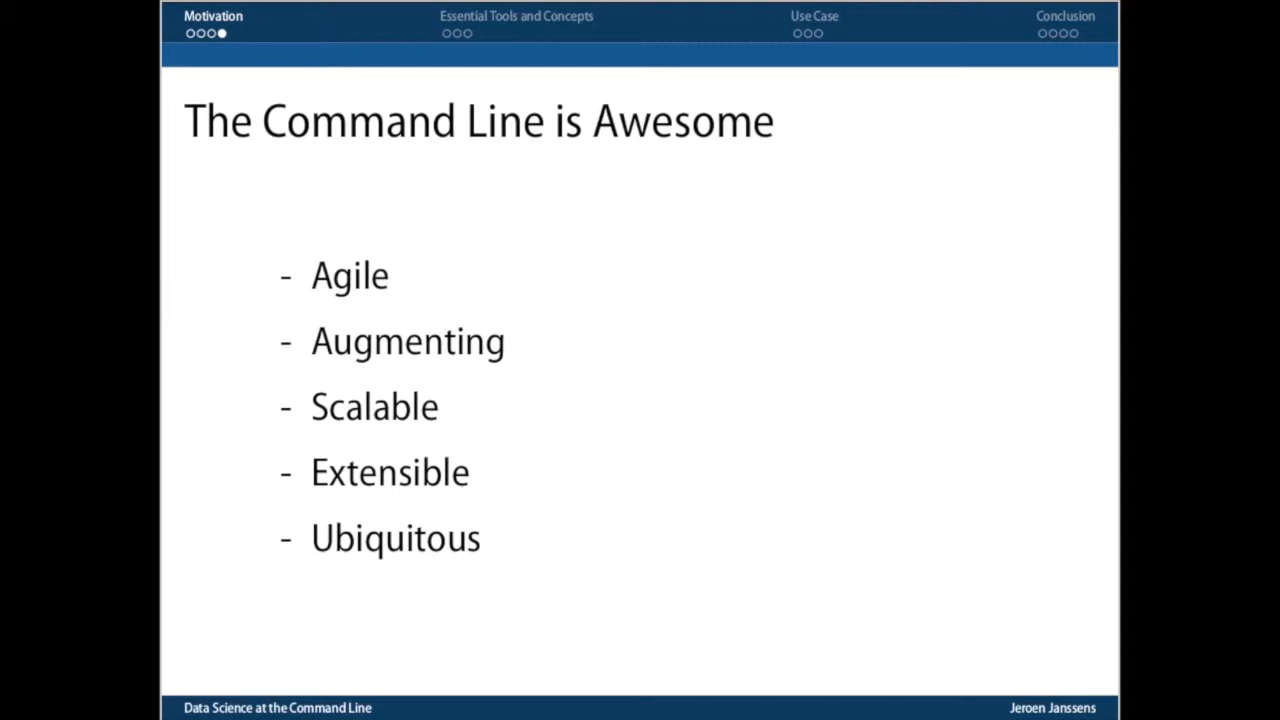 Motivation
Essential Tools and Concepts
Use Case
Conclusion
The Command Line is Awesome
- Agile
- Augmenting
- Scalable
- Extensible
- Ubiquitous
Data Science at the Command Line
Jeroen Janssens